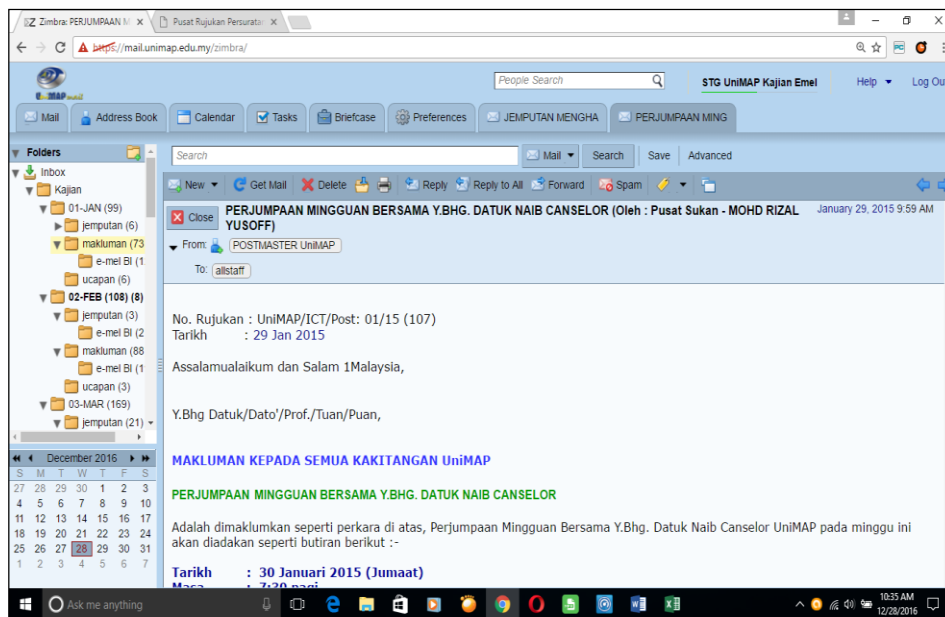 Zimbra: PERJUMPAAN M
Pusat Rujukan Persuratan
https://mail.unimap.edu.my/zimbra/
UniMAP mail
People Search
STG UniMAP Kajian Emel
Help
Log Ou
Mail
Address Book
Calendar
Tasks
Briefcase
Preferences
JEMPUTAN MENGHA
PERJUMPAAN MING
Folders
Search
Mail
Search
Save
Advanced
New
Get Mail
Delete
Reply
Reply to All
Forward
Spam
Inbox
Kajian
01-JAN (99)
jemputan (6)
makluman (73
e-mel BI (1
ucapan (6)
02-FEB (108) (8)
jemputan (3)
e-mel BI (2
makluman (88
e-mel BI (1
ucapan (3)
03-MAR (169)
jemputan (21)
December 2016
S M T W T F S
27 28 29 30 1 2 3
4 5 6 7 8 9 10
11 12 13 14 15 16 17
18 19 20 21 22 23 24
25 26 27 28 29 30 31
1 2 3 4 5 6 7
Close
PERJUMPAAN MINGGUAN BERSAMA Y.BHG. DATUK NAIB CANSELOR (Oleh : Pusat Sukan - MOHD RIZAL
YUSOFF)
January 29, 2015 9:59 AM
From: POSTMASTER UniMAP
To: allstaff
No. Rujukan : UniMAP/ICT/Post: 01/15 (107)
Tarikh : 29 Jan 2015
Assalamualaikum dan Salam 1Malaysia,
Y.Bhg Datuk/Dato'/Prof./Tuan/Puan,
MAKLUMAN KEPADA SEMUA KAKITANGAN UniMAP
PERJUMPAAN MINGGUAN BERSAMA Y.BHG. DATUK NAIB CANSELOR
Adalah dimaklumkan seperti perkara di atas, Perjumpaan Mingguan Bersama Y.Bhg. Datuk Naib Canselor UniMAP pada minggu ini
akan diadakan seperti butiran berikut :-
Tarikh : 30 Januari 2015 (Jumaat)
Masa : 7:30 pagi
Ask me anything
10:35 AM
12/28/2016